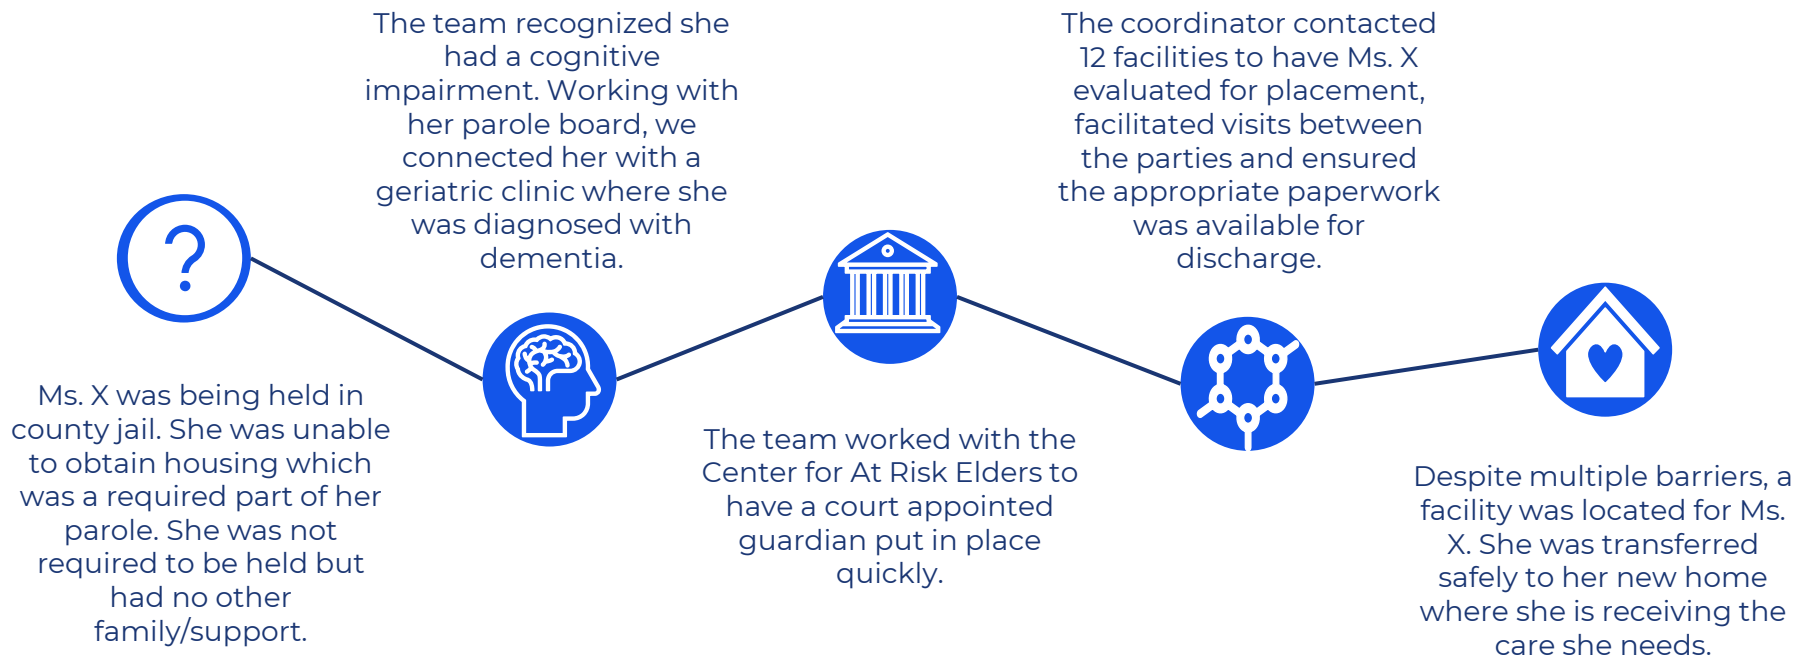 Ms. X was being held in
county jail. She was unable
to obtain housing which
was a required part of her
parole. She was not
required to be held but
had no other
family/support.
The team recognized she
had a cognitive
impairment. Working with
her parole board, we
connected her with a
geriatric clinic where she
was diagnosed with
dementia.
The team worked with the
Center for At Risk Elders to
have a court appointed
guardian put in place
quickly.
The coordinator contacted
12 facilities to have Ms. X
evaluated for placement,
facilitated visits between
the parties and ensured
the appropriate paperwork
was available for
discharge.
Despite multiple barriers, a
facility was located for Ms.
X. She was transferred
safely to her new home
where she is receiving the
care she needs.